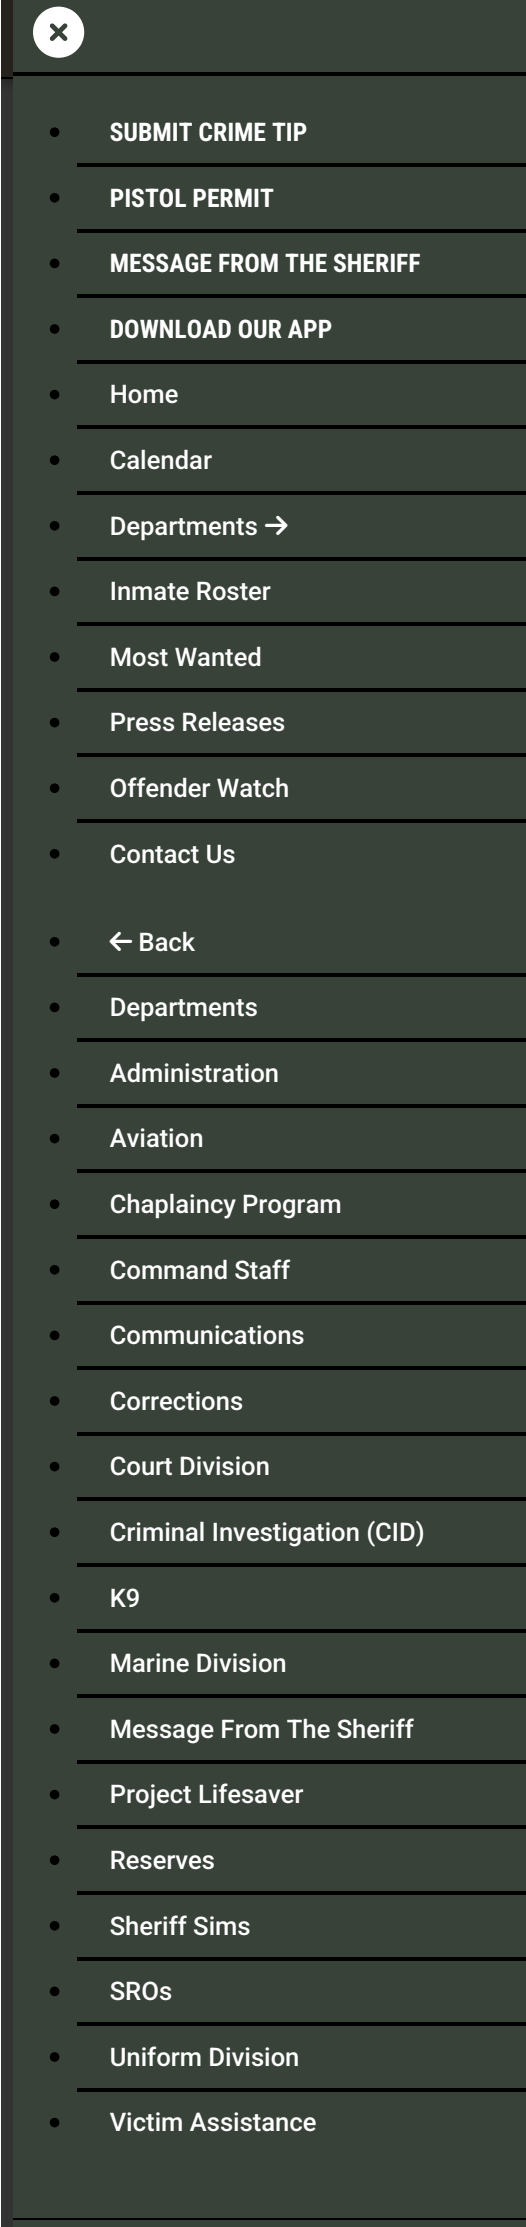 SUBMIT CRIME TIP
PISTOL PERMIT
MESSAGE FROM THE SHERIFF
DOWNLOAD OUR APP
Home
Calendar
Departments →
Inmate Roster
Most Wanted
Press Releases
Offender Watch
Contact Us
← Back
Departments
Administration
Aviation
Chaplaincy Program
Command Staff
Communications
Corrections
Court Division
Criminal Investigation (CID)
K9
Marine Division
Message From The Sheriff
Project Lifesaver
Reserves
Sheriff Sims
SROs
Uniform Division
Victim Assistance